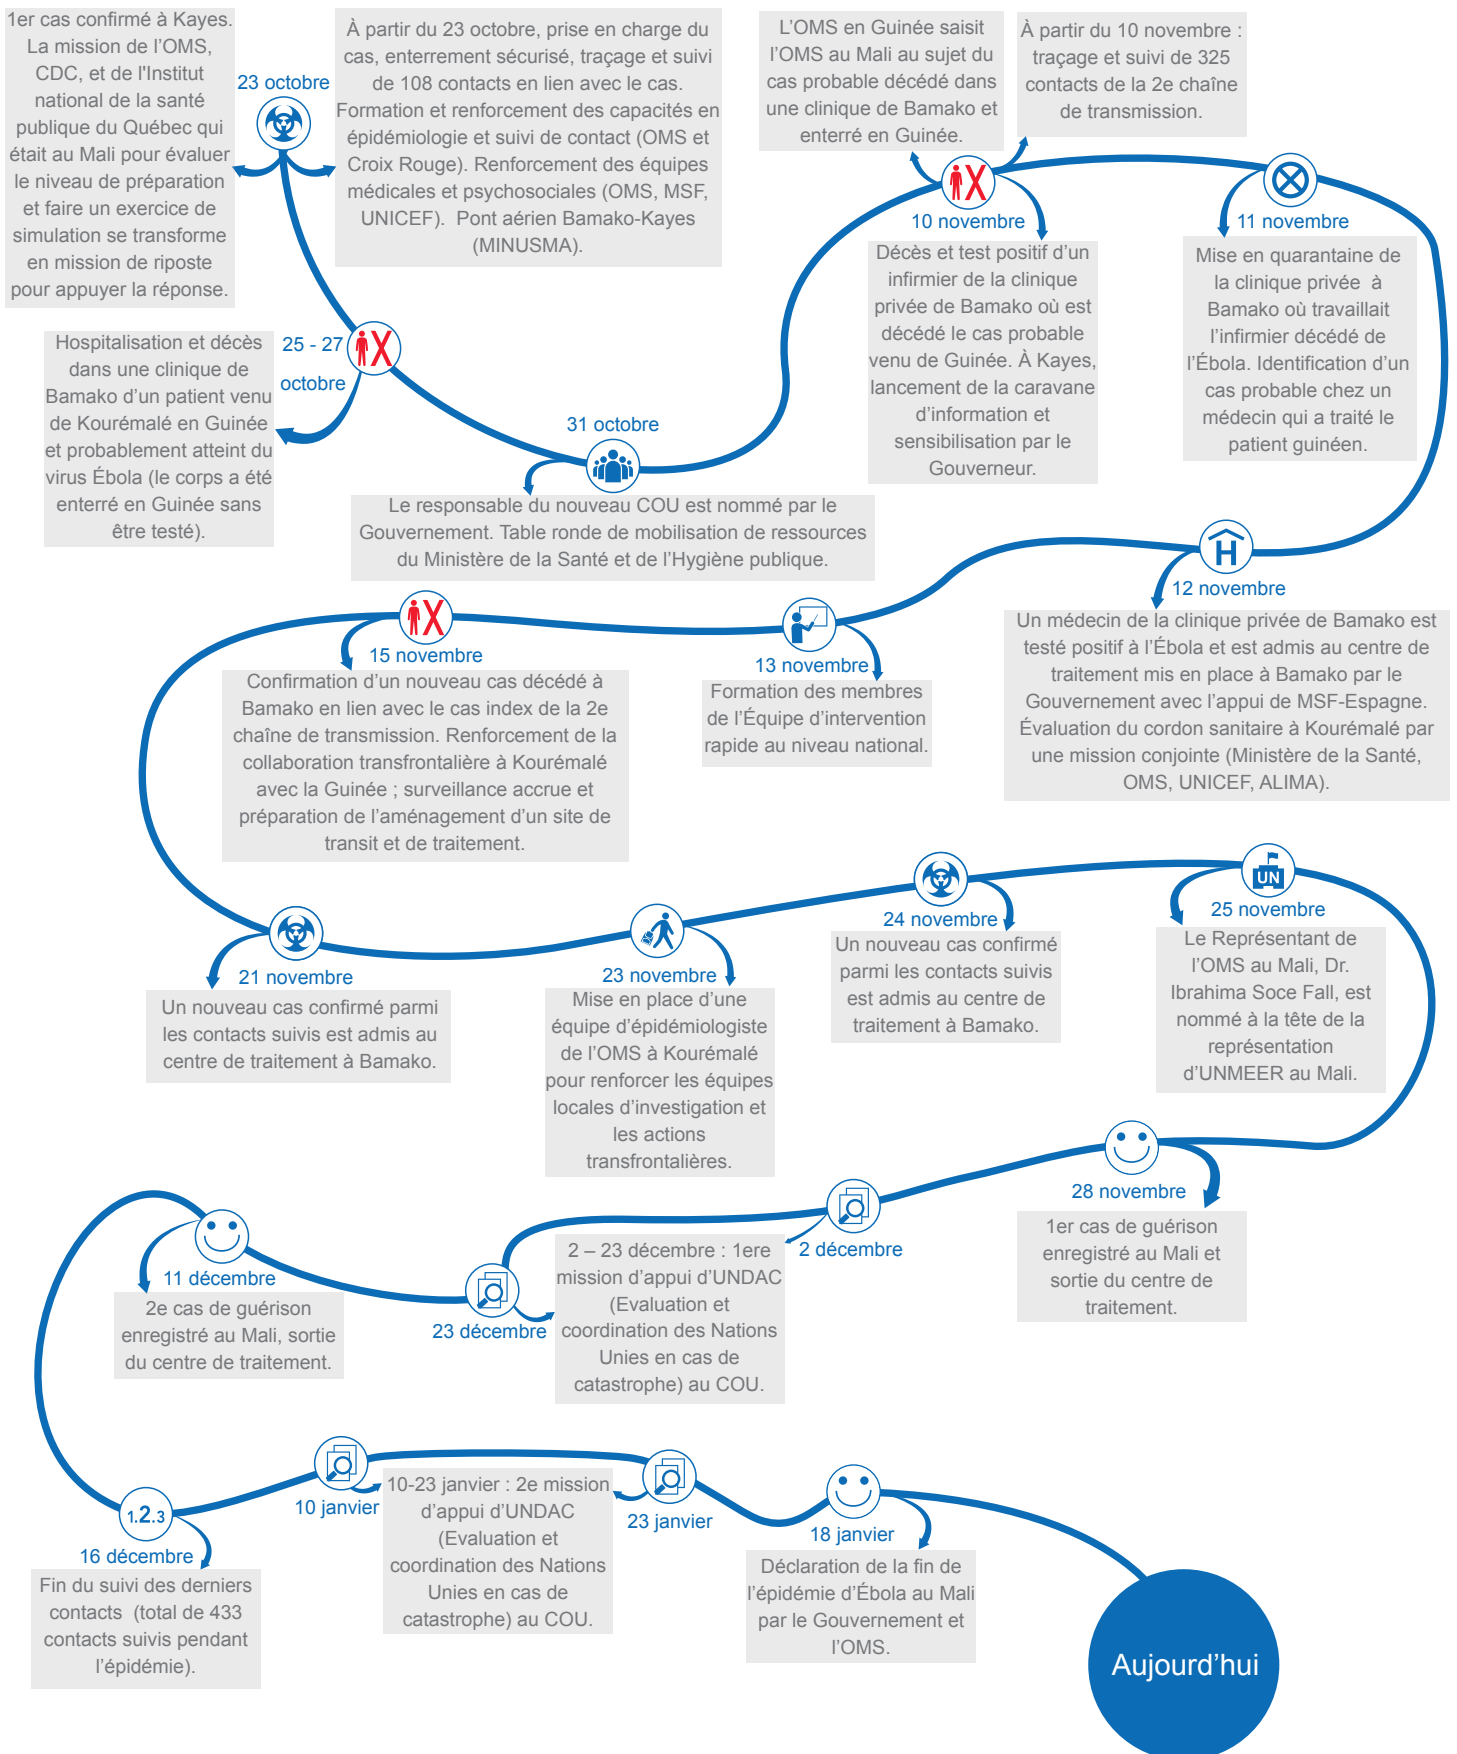 1er cas confirmé à Kayes.
La mission de l'OMS,
CDC, et de l'Institut
national de la santé
publique du Québec qui
était au Mali pour évaluer
le niveau de préparation
et faire un exercice de
simulation se transforme
en mission de riposte
pour appuyer la réponse.
23 octobre
À partir du 23 octobre, prise en charge du
cas, enterrement sécurisé, traçage et suivi
de 108 contacts en lien avec le cas.
Formation et renforcement des capacités en
épidémiologie et suivi de contact (OMS et
Croix Rouge). Renforcement des équipes
médicales et psychosociales (OMS, MSF,
UNICEF). Pont aérien Bamako-Kayes
(MINUSMA).
25 - 27
octobre
Hospitalisation et décès
dans une clinique de
Bamako d'un patient venu
de Kourémalé en Guinée
et probablement atteint du
virus Ébola (le corps a été
enterré en Guinée sans
être testé).
31 octobre
Le responsable du nouveau COU est nommé par le
Gouvernement. Table ronde de mobilisation de ressources
du Ministère de la Santé et de l'Hygiène publique.
L'OMS en Guinée saisit
l'OMS au Mali au sujet du
cas probable décédé dans
une clinique de Bamako et
enterré en Guinée.
À partir du 10 novembre :
traçage et suivi de 325
contacts de la 2e chaîne
de transmission.
10 novembre
Décès et test positif d'un
infirmier de la clinique
privée de Bamako où est
décédé le cas probable
venu de Guinée. À Kayes,
lancement de la caravane
d'information et
sensibilisation par le
Gouverneur.
11 novembre
Mise en quarantaine de
la clinique privée à
Bamako où travaillait
l'infirmier décédé de
l'Ébola. Identification d'un
cas probable chez un
médecin qui a traité le
patient guinéen.
H
12 novembre
Un médecin de la clinique privée de Bamako est
testé positif à l'Ébola et est admis au centre de
traitement mis en place à Bamako par le
Gouvernement avec l'appui de MSF-Espagne.
Évaluation du cordon sanitaire à Kourémalé par
une mission conjointe (Ministère de la Santé,
OMS, UNICEF, ALIMA).
13 novembre
Formation des membres
de l'Équipe d'intervention
rapide au niveau national.
15 novembre
Confirmation d'un nouveau cas décédé à
Bamako en lien avec le cas index de la 2e
chaîne de transmission. Renforcement de la
collaboration transfrontalière à Kourémalé
avec la Guinée ; surveillance accrue et
préparation de l'aménagement d'un site de
transit et de traitement.
21 novembre
Un nouveau cas confirmé parmi
les contacts suivis est admis au
centre de traitement à Bamako.
23 novembre
Mise en place d'une
équipe d'épidémiologiste
de l'OMS à Kourémalé
pour renforcer les équipes
locales d'investigation et
les actions
transfrontalières.
24 novembre
Un nouveau cas confirmé
parmi les contacts suivis
est admis au centre de
traitement à Bamako.
UN
25 novembre
Le Représentant de
l'OMS au Mali, Dr.
Ibrahima Soce Fall, est
nommé à la tête de la
représentation
d'UNMEER au Mali.
28 novembre
1er cas de guérison
enregistré au Mali et
sortie du centre de
traitement.
2 décembre
2 – 23 décembre : 1ere
mission d'appui d'UNDAC
(Evaluation et
coordination des Nations
Unies en cas de
catastrophe) au COU.
23 décembre
11 décembre
2e cas de guérison
enregistré au Mali, sortie
du centre de traitement.
1.2.3
16 décembre
Fin du suivi des derniers
contacts (total de 433
contacts suivis pendant
l'épidémie).
10 janvier
10-23 janvier : 2e mission
d'appui d'UNDAC
(Evaluation et
coordination des Nations
Unies en cas de
catastrophe) au COU.
23 janvier
18 janvier
Déclaration de la fin de
l'épidémie d'Ébola au Mali
par le Gouvernement et
l'OMS.
Aujourd'hui